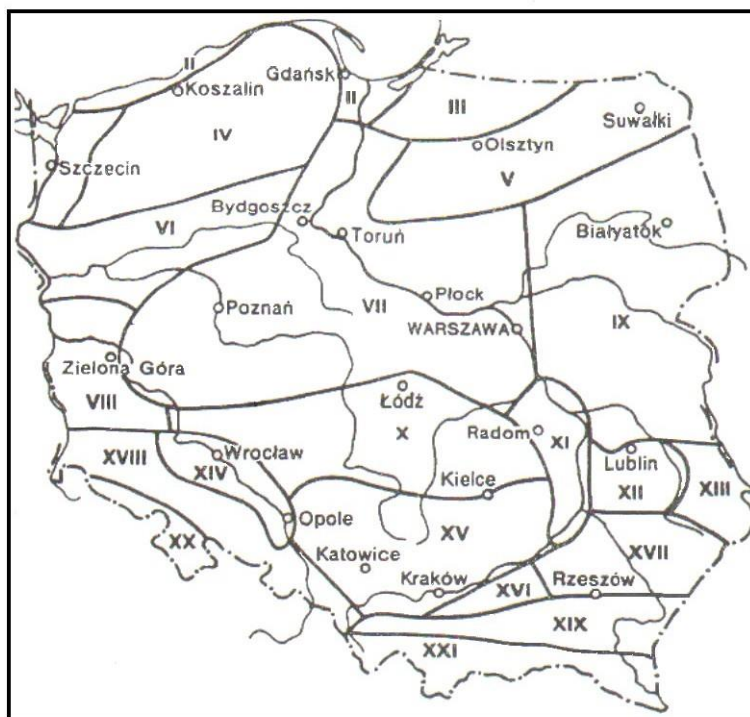 II
Koszalin
Gdańsk
II
III
Suwałki
IV
Olsztyn
Szczecin
V
VI
Bydgoszcz
Toruń
Białyatok
Poznań
VII
Płock
IX
WARSZAWA
Zielona Góra
Łódź
VIII
X
Radom
XI
Wrocław
Lublin
XVIII
XIV
Kielce
XII
XIII
Opole
XV
XX
Katowice
XVII
Kraków
XVI
Rzeszów
XIX
XXI